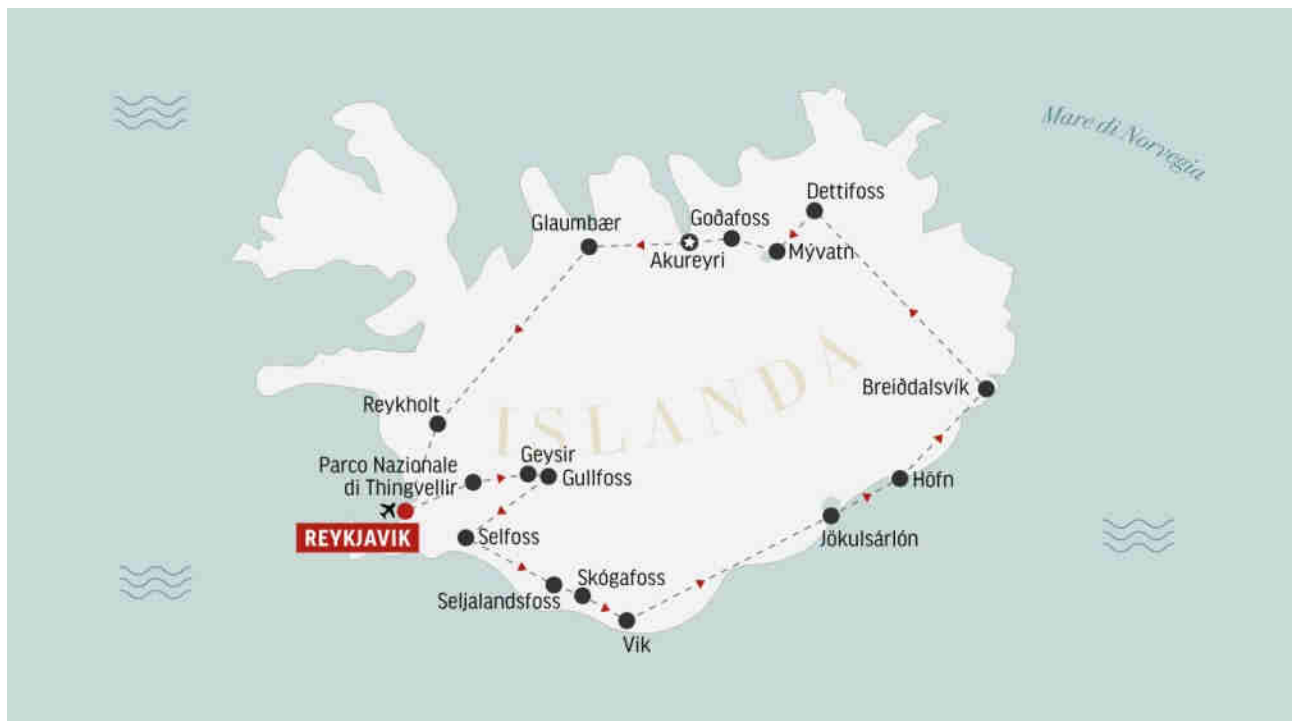 Mare di Norvegia
Dettifoss
Glaumbær
Goðafoss
Akureyri
Mývatn
ISLANDA
Breiðdalsvík
Reykholt
Geysir
Parco Nazionale
di Thingvellir
Gullfoss
Höfn
REYKJAVIK
Selfoss
Jökulsárlón
Skógafoss
Seljalandsfoss
Vik